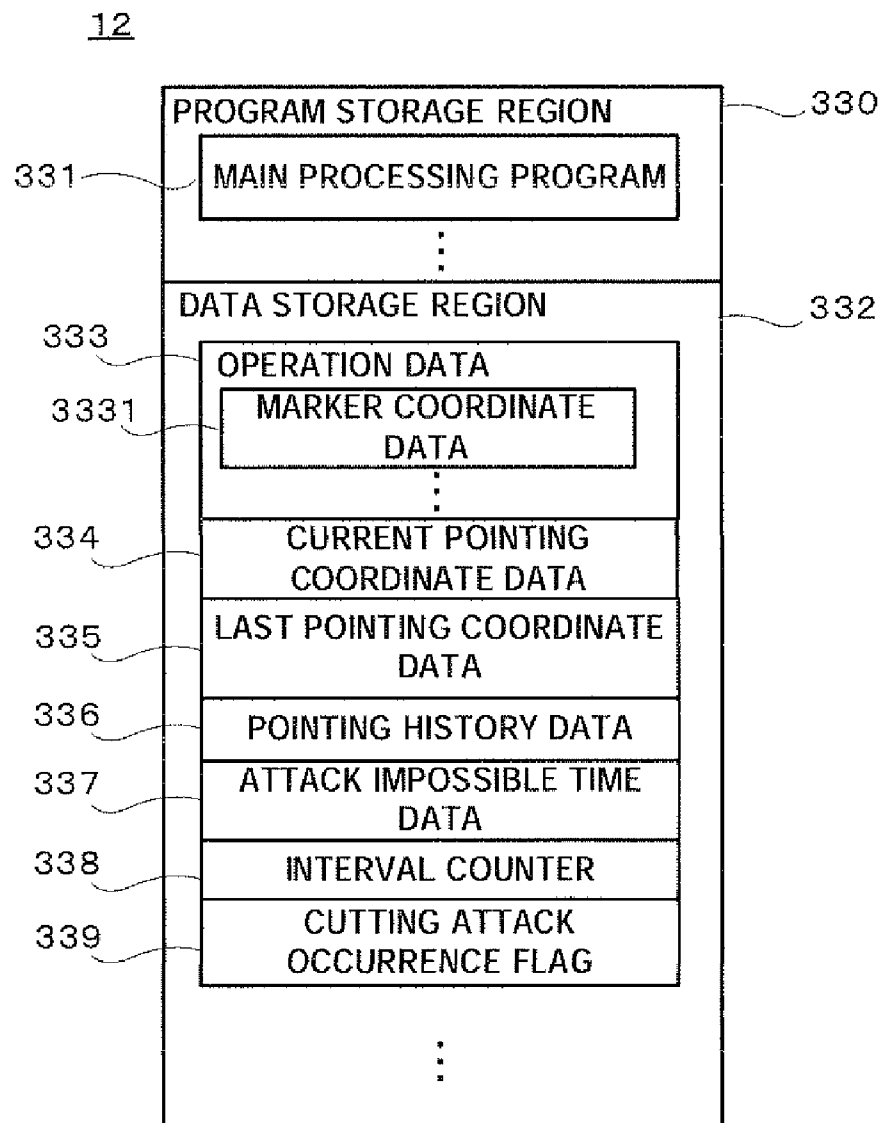 12
PROGRAM STORAGE REGION
330
331
MAIN PROCESSING PROGRAM
DATA STORAGE REGION
332
333
OPERATION DATA
3331
MARKER COORDINATE
DATA
334
CURRENT POINTING
COORDINATE DATA
335
LAST POINTING COORDINATE
DATA
336
POINTING HISTORY DATA
337
ATTACK IMPOSSIBLE TIME
DATA
338
INTERVAL COUNTER
339
CUTTING ATTACK
OCCURRENCE FLAG